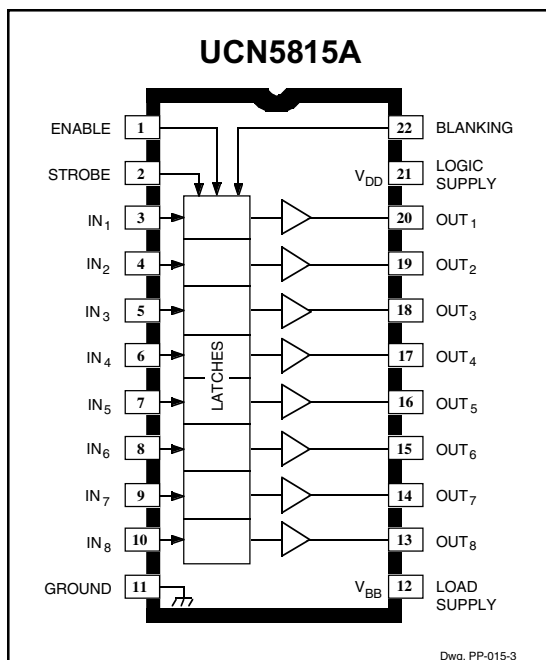 UCN5815A
ENABLE 1 22 BLANKING
STROBE 2 V_DD 21 LOGIC SUPPLY
IN1 3 20 OUT1
IN2 4 19 OUT2
IN3 5 18 OUT3
IN4 6 17 OUT4
LATCHES
IN5 7 16 OUT5
IN6 8 15 OUT6
IN7 9 14 OUT7
IN8 10 13 OUT8
GROUND 11 V_BB 12 LOAD SUPPLY
Dwg. PP-015-3